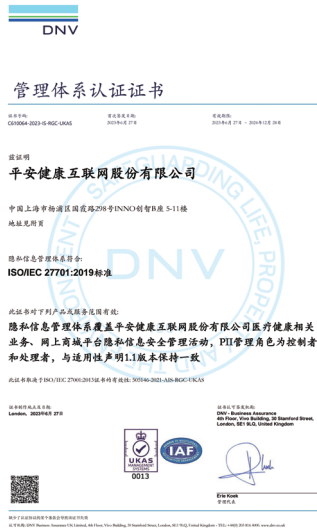 DNV
管理体系认证证书
证书号码: 首次签发日期: 有效期限:
C610064-2023-IS-RGC-UKAS 2023年6月27日 2023年6月27日 – 2026年12月28日
兹证明
平安健康互联网股份有限公司
中国上海市杨浦区国霞路298号INNO创智B座 5-11楼
地址见附页
隐私信息管理体系符合:
ISO/IEC 27701:2019标准
此证书对下列产品或服务范围有效:
隐私信息管理体系覆盖平安健康互联网股份有限公司医疗健康相关
业务、网上商城平台隐私信息安全管理活动，PII管理角色为控制者
和处理者，与适用性声明1.1版本保持一致
此证书取决于ISO/IEC 27001:2013证书的有效性: 303146-2021-AIS-RGC-UKAS
证书制作地点及日期: 证书认可签发机构:
London, 2023年6月27日 DNV - Business Assurance
4th Floor, Vivo Building, 30 Stamford Street,
London, SE1 9LQ, United Kingdom
UKAS
MANAGEMENT
SYSTEMS
0013
IAF
Erie Koek
管理代表